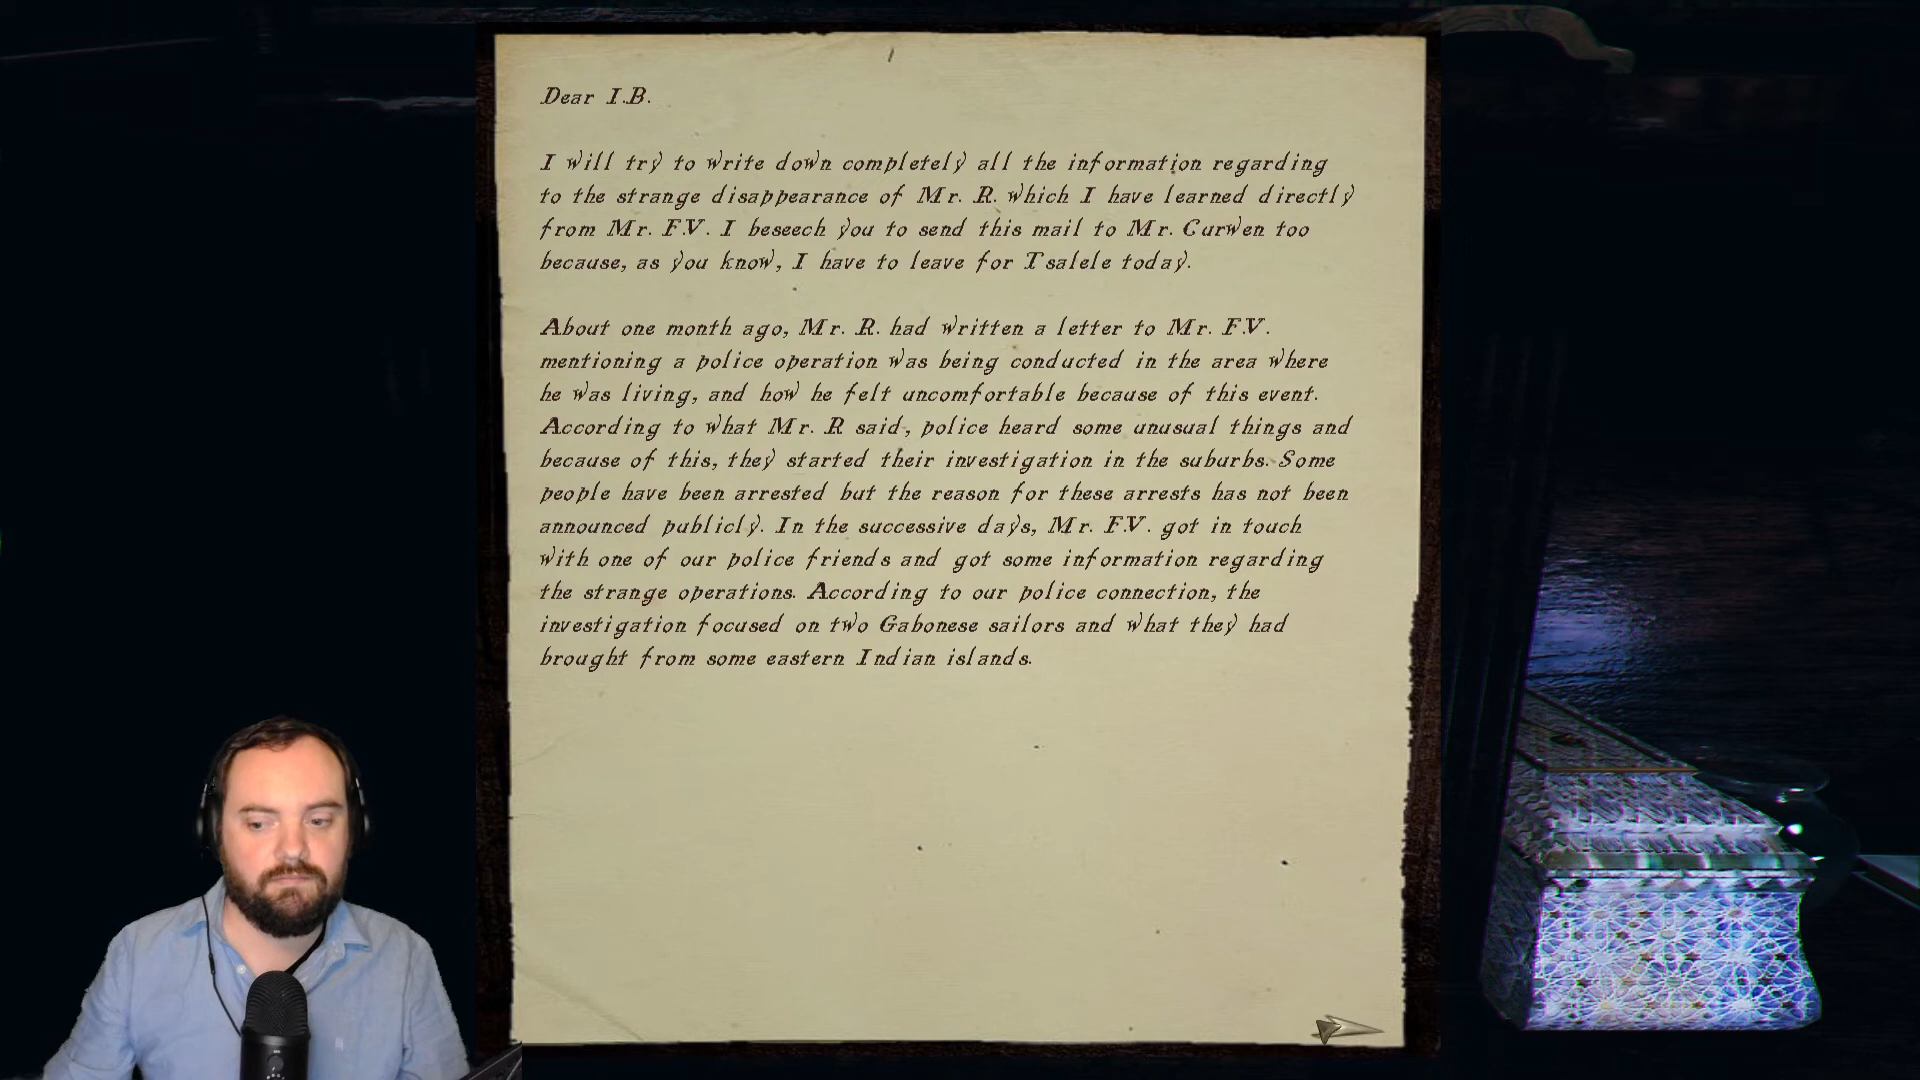 Dear I.B.
I will try to write down completely all the information regarding
to the strange disappearance of Mr. R. which I have learned directly
from Mr. F.V. I beseech you to send this mail to Mr. Curwen too
because, as you know, I have to leave for Tsalele today.
About one month ago, Mr. R. had written a letter to Mr. F.V.
mentioning a police operation was being conducted in the area where
he was living, and how he felt uncomfortable because of this event.
According to what Mr. R said, police heard some unusual things and
because of this, they started their investigation in the suburbs. Some
people have been arrested but the reason for these arrests has not been
announced publicly. In the successive days, Mr. F.V. got in touch
with one of our police friends and got some information regarding
the strange operations. According to our police connection, the
investigation focused on two Gabonese sailors and what they had
brought from some eastern Indian islands.